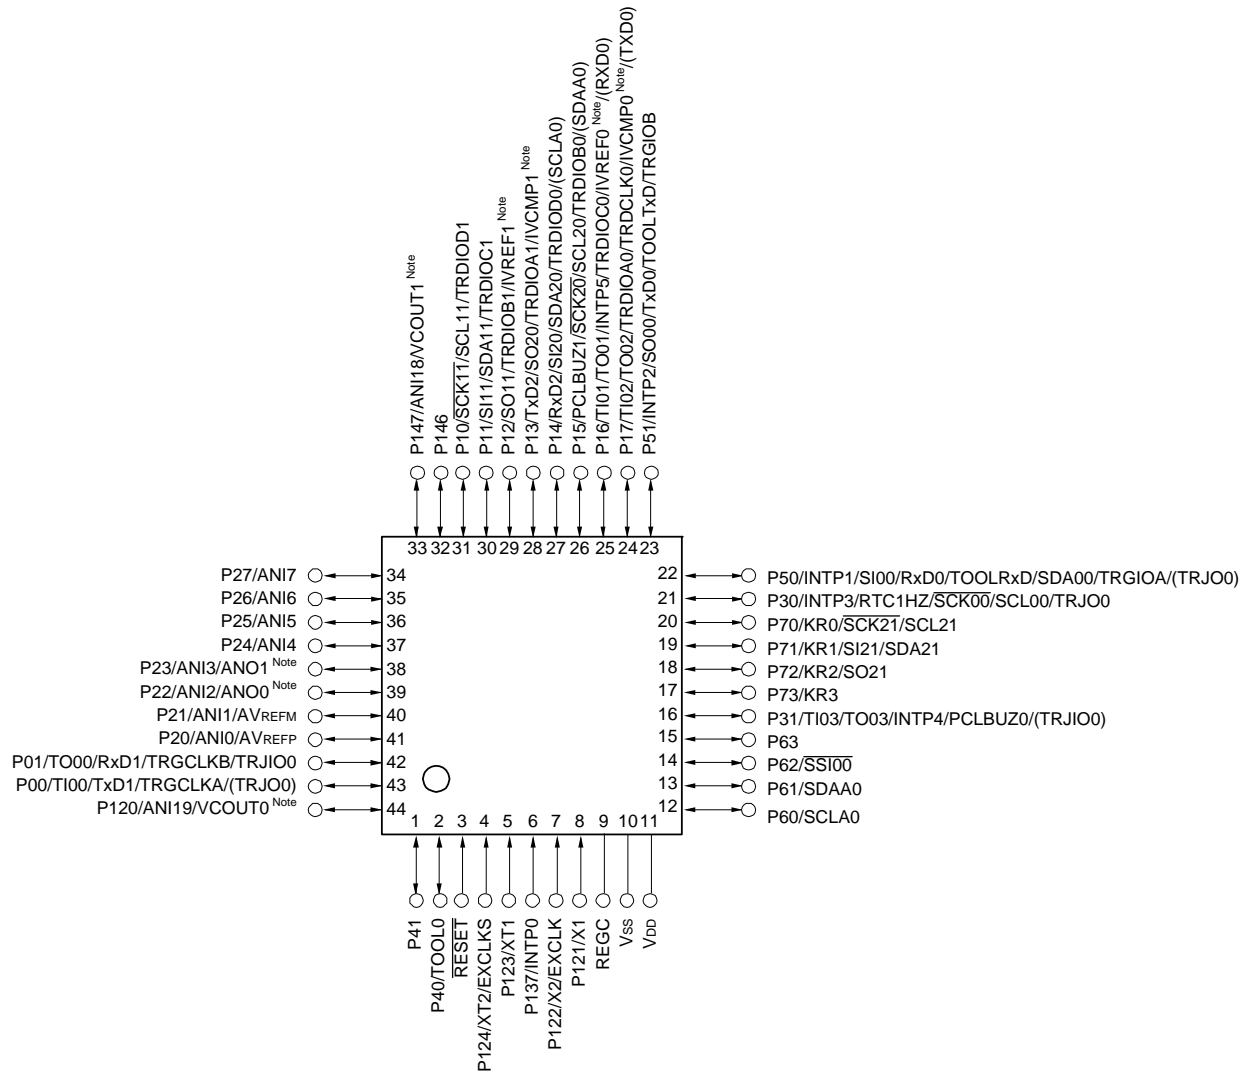 P147/ANI18/VCOUT1 Note
P146
P10/SCK11/SCL11/TRDIOD1
P11/SI11/SDA11/TRDIOC1
P12/SO11/TRDIOB1/IVREF1 Note
P13/TxD2/SO20/TRDIOA1/IVCMP1 Note
P14/RxD2/SI20/SDA20/TRDIOD0/(SCLA0)
P15/PCLBUZ1/SCK20/SCL20/TRDIOB0/(SDAA0)
P16/TI01/TO01/INTP5/TRDIOC0/IVREF0 Note/(RXD0)
P17/TI02/TO02/TRDIOA0/TRDCLK0/IVCMP0 Note/(TXD0)
P51/INTP2/SO00/TxD0/TOOLTxD/TRGIOB
33 32 31 30 29 28 27 26 25 24 23
P27/ANI7 34
P26/ANI6 35
P25/ANI5 36
P24/ANI4 37
P23/ANI3/ANO1 Note 38
P22/ANI2/ANO0 Note 39
P21/ANI1/AVREFM 40
P20/ANI0/AVREFP 41
P01/TO00/RxD1/TRGCLKB/TRJIO0 42
P00/TI00/TxD1/TRGCLKA/(TRJO0) 43
P120/ANI19/VCOUT0 Note 44
22 P50/INTP1/SI00/RxD0/TOOLRxD/SDA00/TRGIOA/(TRJO0)
21 P30/INTP3/RTC1HZ/SCK00/SCL00/TRJO0
20 P70/KR0/SCK21/SCL21
19 P71/KR1/SI21/SDA21
18 P72/KR2/SO21
17 P73/KR3
16 P31/TI03/TO03/INTP4/PCLBUZ0/(TRJIO0)
15 P63
14 P62/SSI00
13 P61/SDAA0
12 P60/SCLA0
1 2 3 4 5 6 7 8 9 10 11
P41
P40/TOOL0
RESET
P124/XT2/EXCLKS
P123/XT1
P137/INTP0
P122/X2/EXCLK
P121/X1
REGC
VSS
VDD